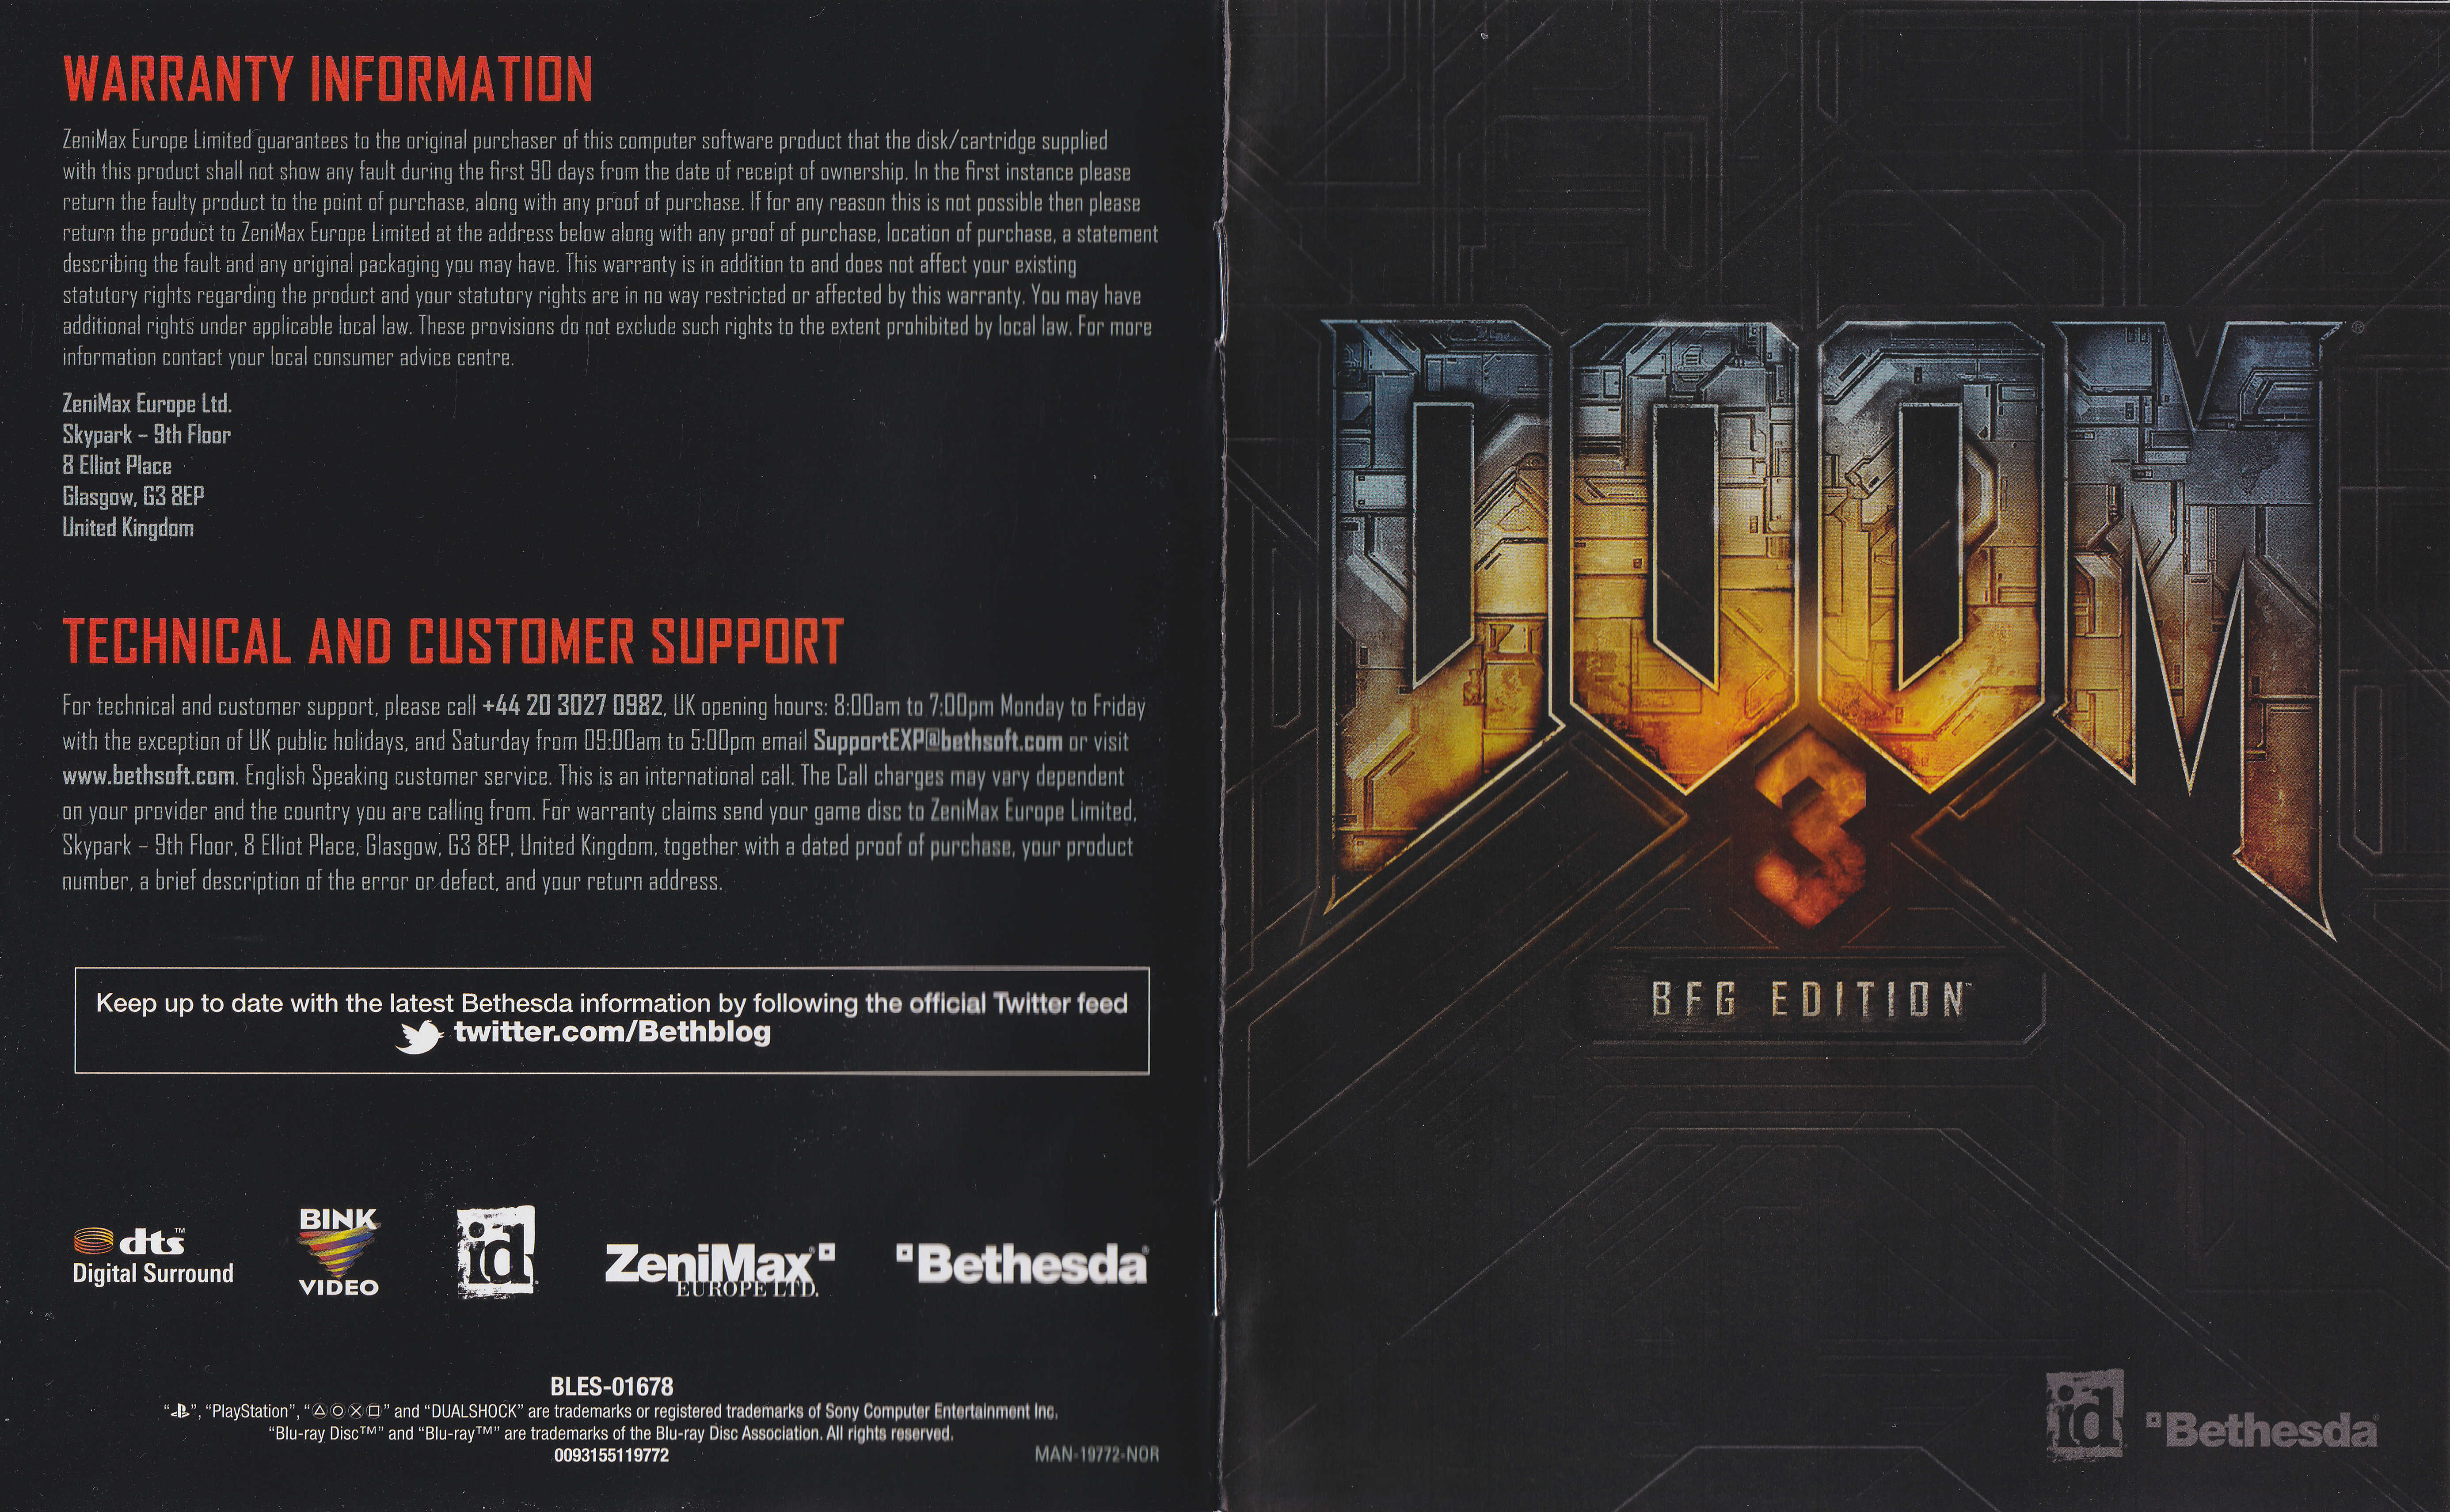 WARRANTY INFORMATION
ZeniMax Europe Limited guarantees to the original purchaser of this computer software product that the disk/cartridge supplied
with this product shall not show any fault during the first 90 days from the date of receipt of ownership. In the first instance please
return the faulty product to the point of purchase, along with any proof of purchase. If for any reason this is not possible then please
return the product to ZeniMax Europe Limited at the address below along with any proof of purchase, location of purchase, a statement
describing the fault and any original packaging you may have. This warranty is in addition to and does not affect your existing
statutory rights regarding the product and your statutory rights are in no way restricted or affected by this warranty. You may have
additional rights under applicable local law. These provisions do not exclude such rights to the extent prohibited by local law. For more
information contact your local consumer advice centre.
ZeniMax Europe Ltd.
Skypark – 9th Floor
8 Elliot Place
Glasgow, G3 8EP
United Kingdom
TECHNICAL AND CUSTOMER SUPPORT
For technical and customer support, please call +44 20 3027 0982, UK opening hours: 8:00am to 7:00pm Monday to Friday
with the exception of UK public holidays, and Saturday from 09:00am to 5:00pm email SupportEXP@bethsoft.com or visit
www.bethsoft.com. English Speaking customer service. This is an international call. The Call charges may vary dependent
on your provider and the country you are calling from. For warranty claims send your game disc to ZeniMax Europe Limited,
Skypark – 9th Floor, 8 Elliot Place, Glasgow, G3 8EP, United Kingdom, together with a dated proof of purchase, your product
number, a brief description of the error or defect, and your return address.
Keep up to date with the latest Bethesda information by following the official Twitter feed
twitter.com/Bethblog
dts™
Digital Surround
BINK
VIDEO
id®
ZeniMax®
EUROPE LTD.
Bethesda®
BLES-01678
“PS”, “PlayStation”, “△○×□” and “DUALSHOCK” are trademarks or registered trademarks of Sony Computer Entertainment Inc.
“Blu-ray Disc™” and “Blu-ray™” are trademarks of the Blu-ray Disc Association. All rights reserved.
0093155119772
MAN-19772-NOR
DOOM®
3
BFG EDITION™
id
Bethesda®